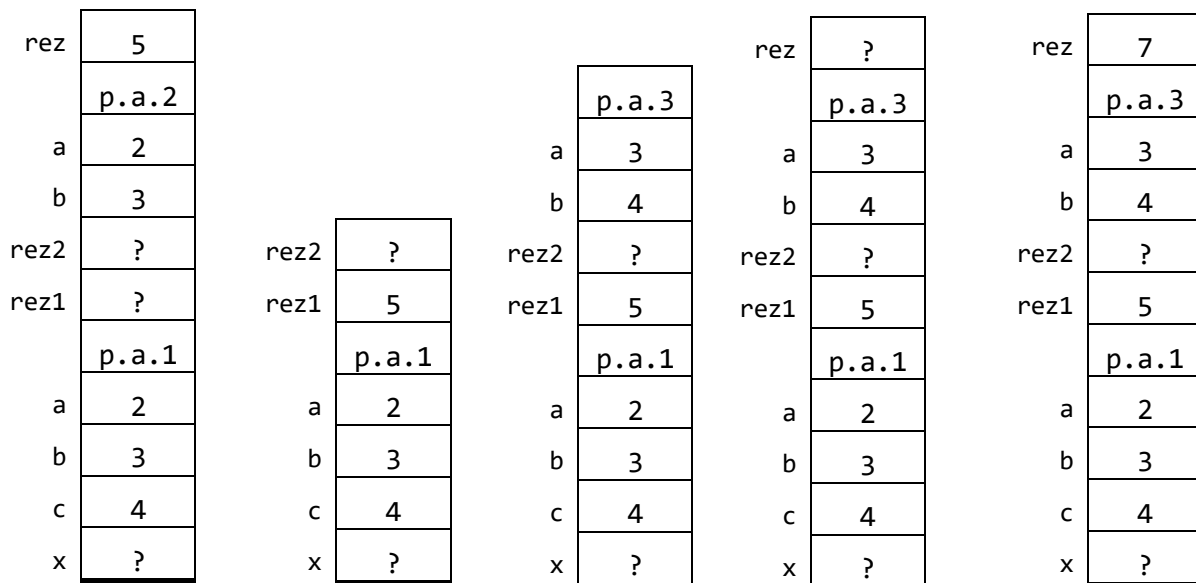 rez 5
p.a.2
a 2
b 3
rez2 ?
rez1 ?
p.a.1
a 2
b 3
c 4
x ?
rez2 ?
rez1 5
p.a.1
a 2
b 3
c 4
x ?
p.a.3
a 3
b 4
rez2 ?
rez1 5
p.a.1
a 2
b 3
c 4
x ?
rez ?
p.a.3
a 3
b 4
rez2 ?
rez1 5
p.a.1
a 2
b 3
c 4
x ?
rez 7
p.a.3
a 3
b 4
rez2 ?
rez1 5
p.a.1
a 2
b 3
c 4
x ?